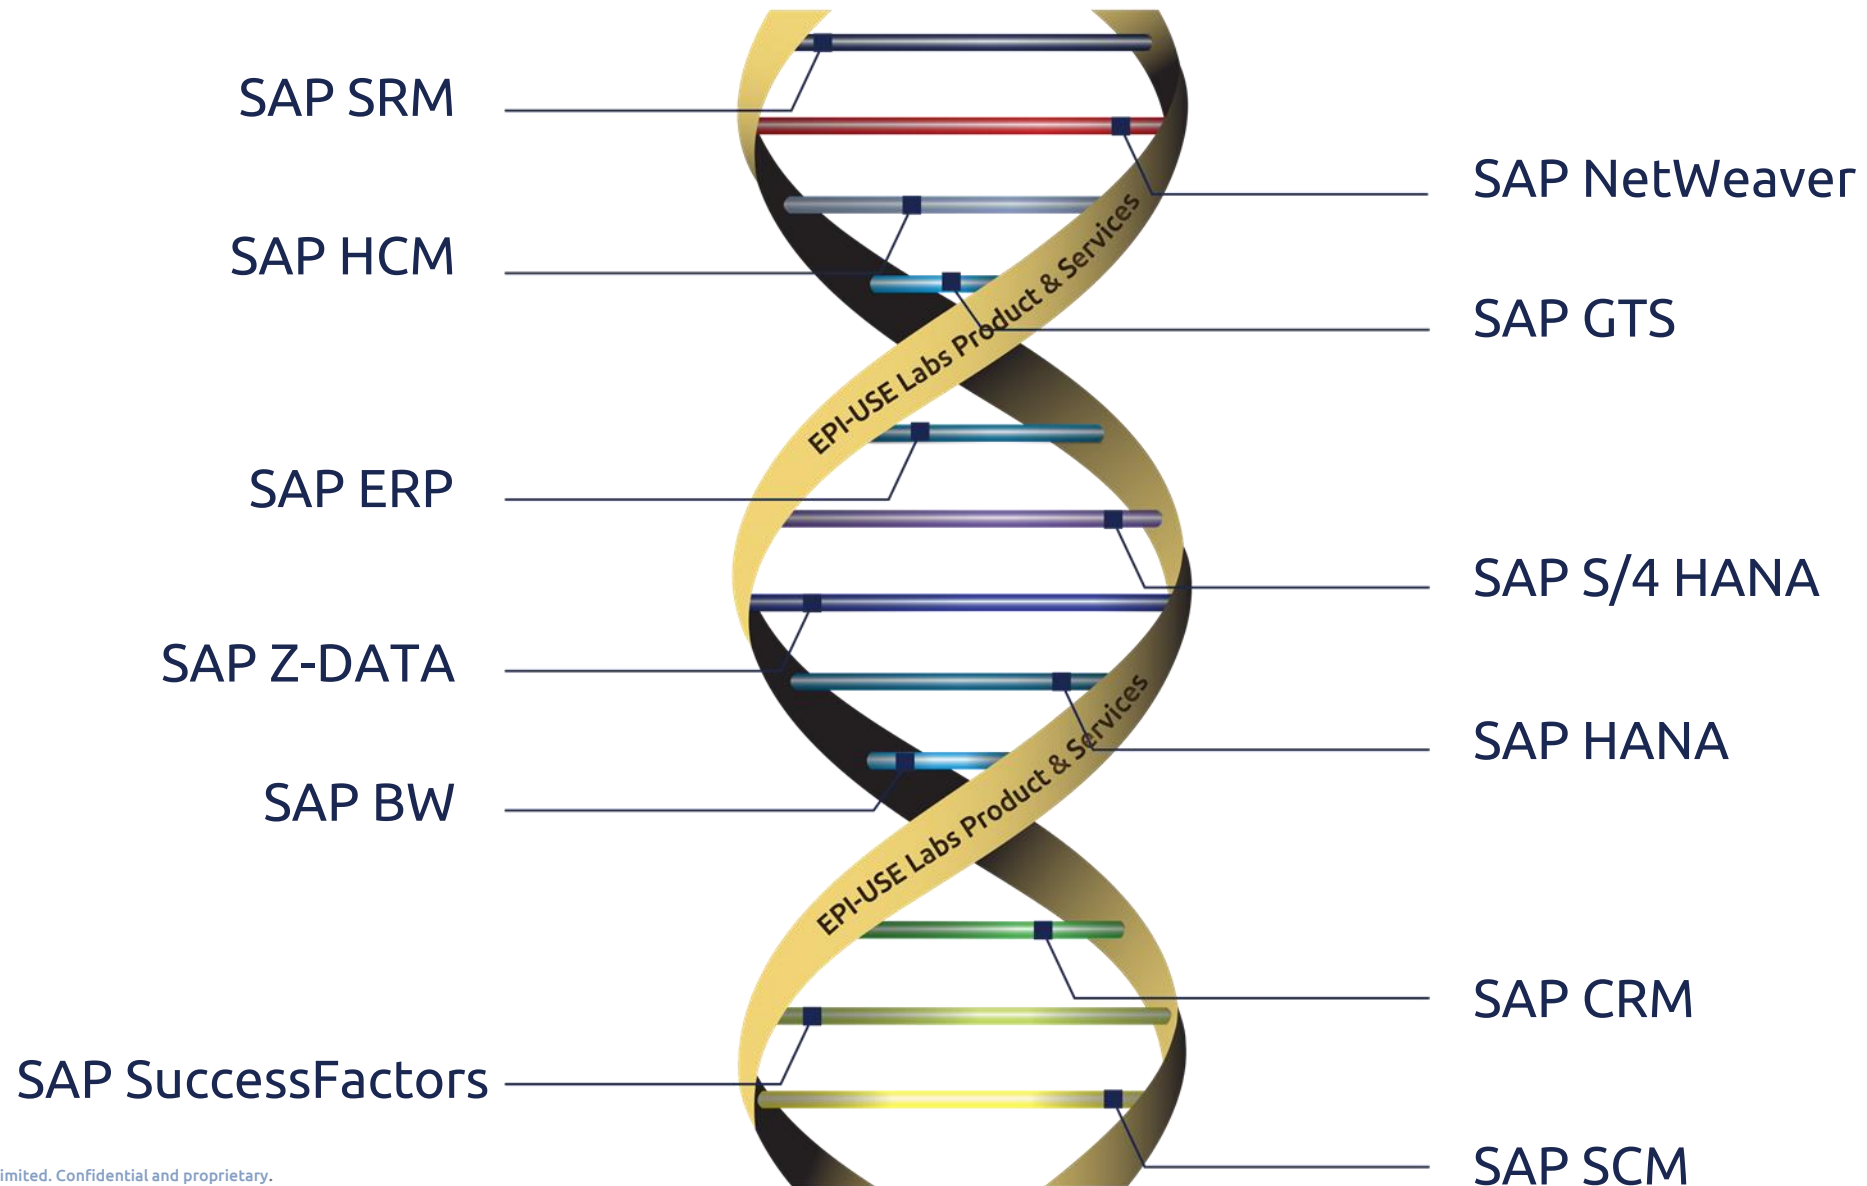 SAP SRM
SAP NetWeaver
SAP HCM
SAP GTS
EPI-USE Labs Product & Services
SAP ERP
SAP S/4 HANA
SAP Z-DATA
SAP HANA
SAP BW
EPI-USE Labs Product & Services
SAP CRM
SAP SuccessFactors
SAP SCM
imited. Confidential and proprietary.